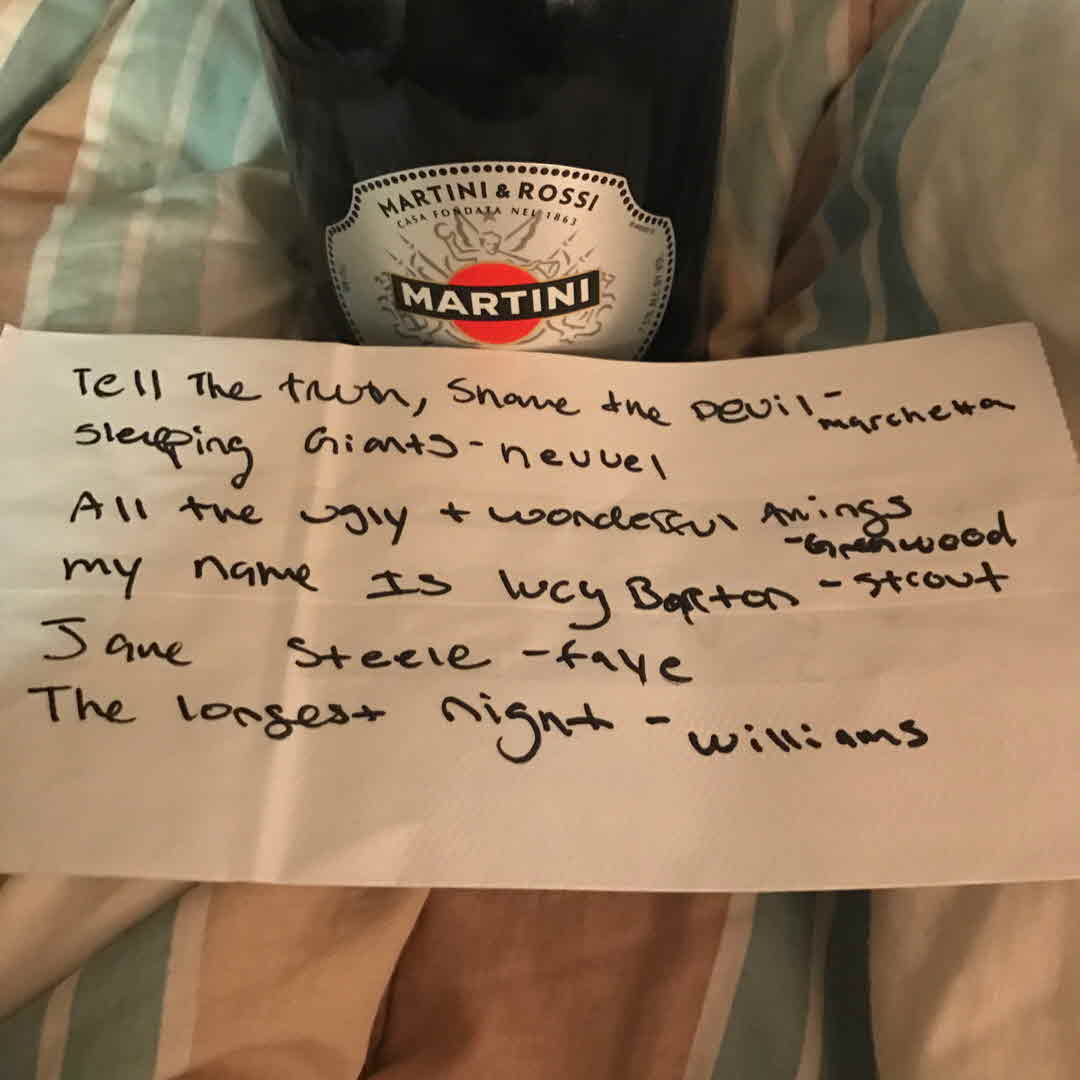 MARTINI & ROSSI
CASA FONDATA NEL 1863
MARTINI
Tell The truth, Shame the Devil - marchetta
Sleeping Giants - neuvel
All the ugly + wonderful things
- Greenwood
my name Is lucy Barton - strout
Jane Steele - faye
The longest night - williams